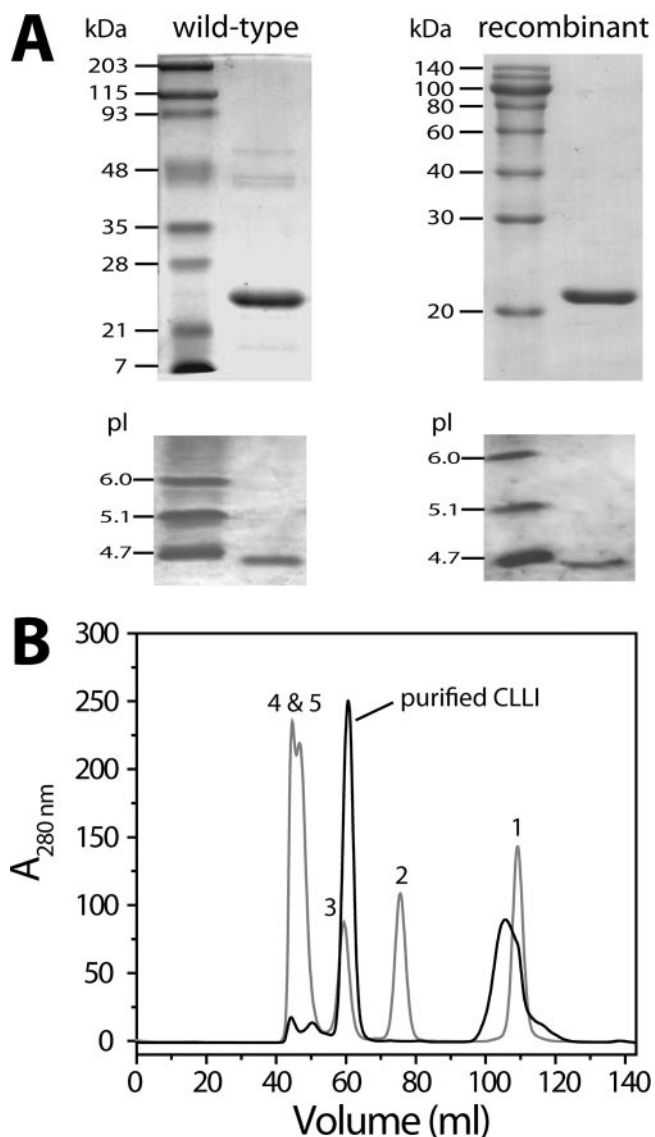 A
kDa
wild-type
203
115
93
48
35
28
21
7
pI
6.0
5.1
4.7
kDa
recombinant
140
100
80
60
40
30
20
pI
6.0
5.1
4.7
B
300
250
200
150
100
50
0
A280 nm
4 & 5
purified CLLI
3
2
1
0 20 40 60 80 100 120 140
Volume (ml)